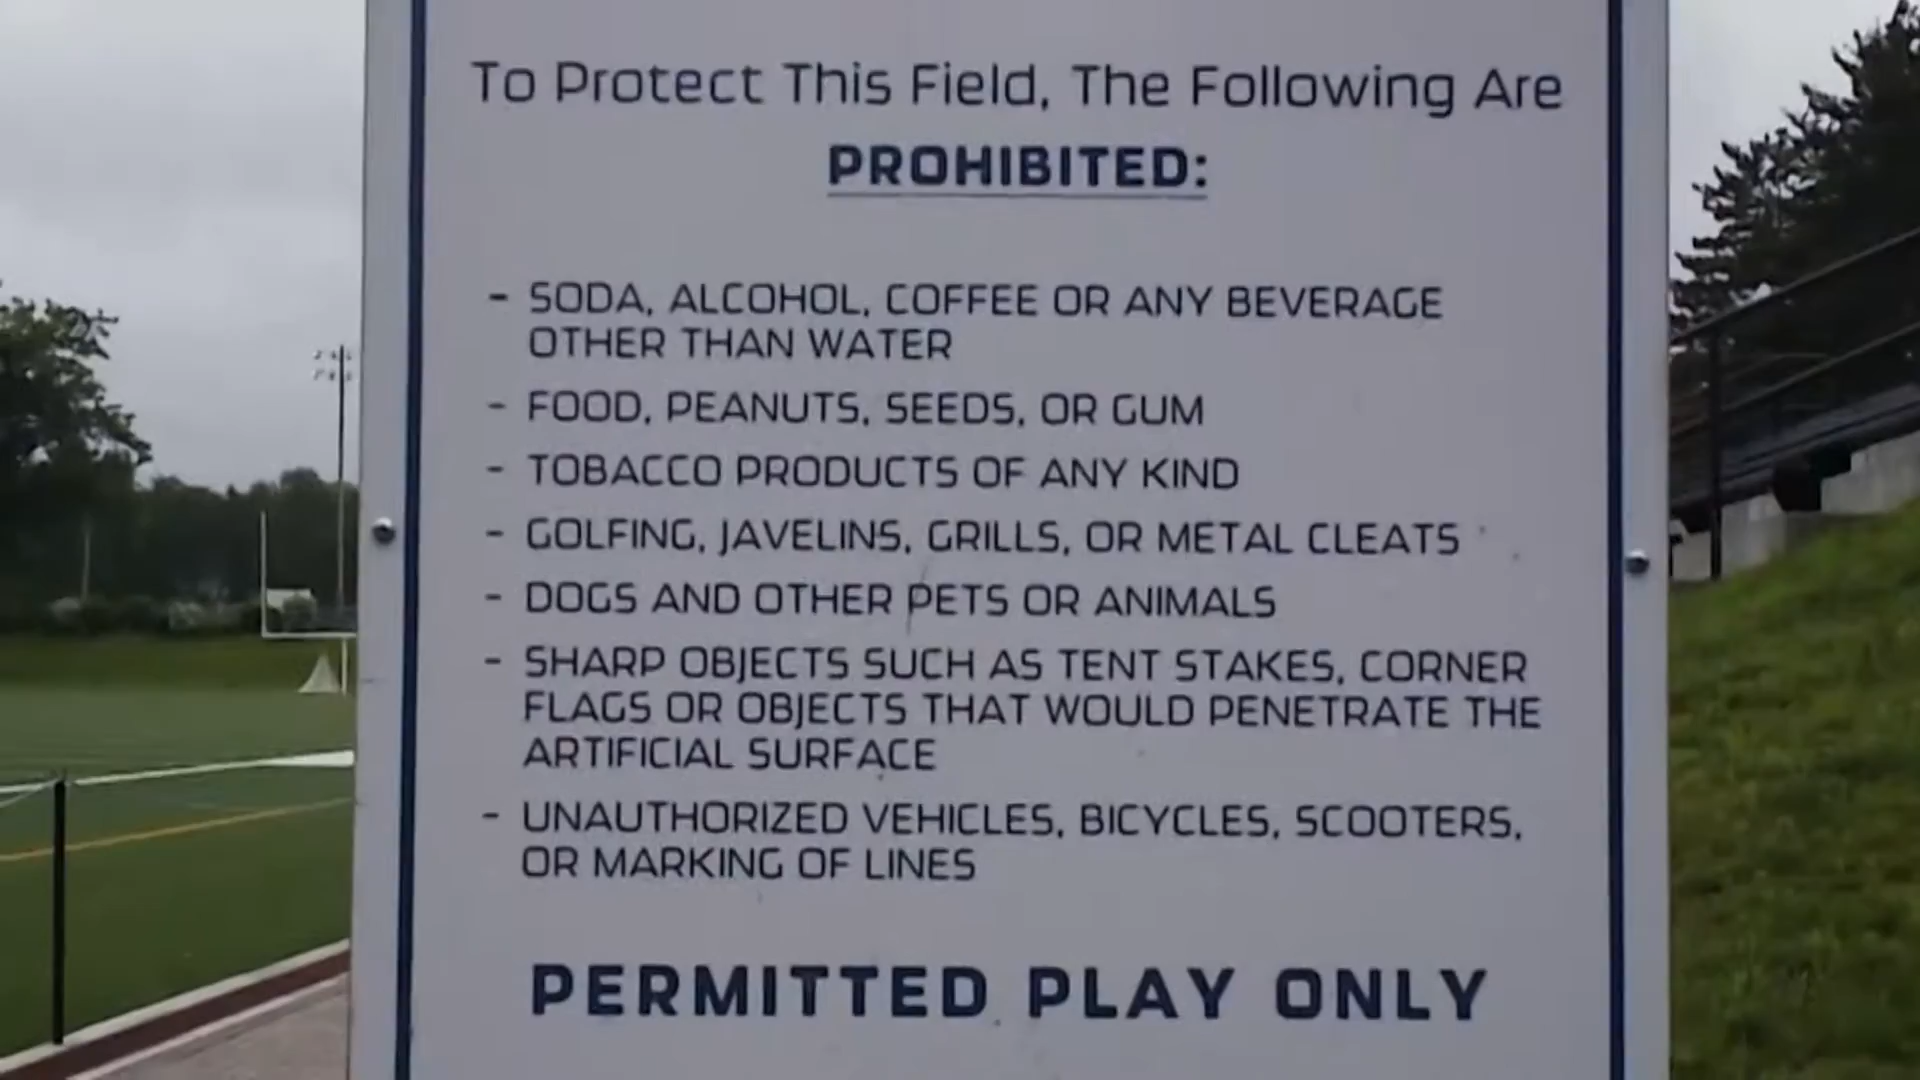 To Protect This Field, The Following Are
PROHIBITED:
- SODA, ALCOHOL, COFFEE OR ANY BEVERAGE
OTHER THAN WATER
- FOOD, PEANUTS, SEEDS, OR GUM
- TOBACCO PRODUCTS OF ANY KIND
- GOLFING, JAVELINS, GRILLS, OR METAL CLEATS
- DOGS AND OTHER PETS OR ANIMALS
- SHARP OBJECTS SUCH AS TENT STAKES, CORNER
FLAGS OR OBJECTS THAT WOULD PENETRATE THE
ARTIFICIAL SURFACE
- UNAUTHORIZED VEHICLES, BICYCLES, SCOOTERS,
OR MARKING OF LINES
PERMITTED PLAY ONLY